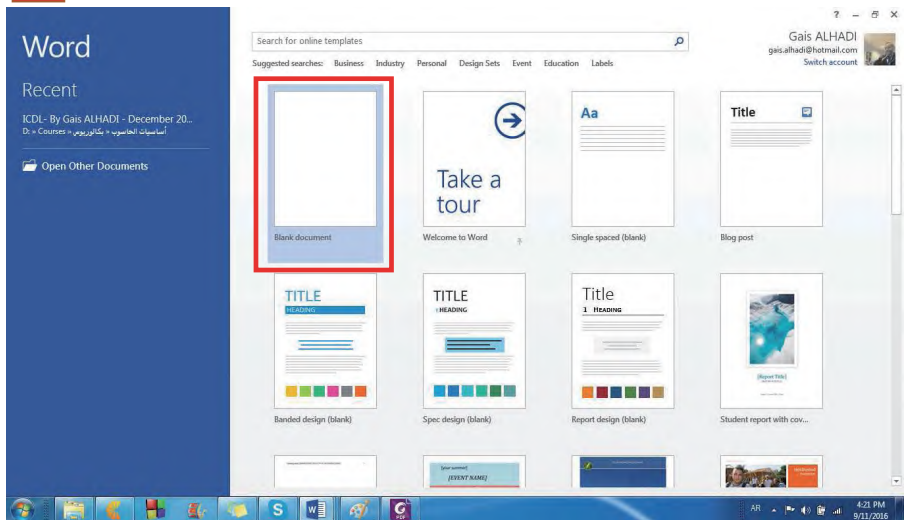 Word
Recent
ICDL- By Gais ALHADI - December 20...
D: » Courses » بكالوريوس » أساسيات الحاسوب
Open Other Documents
? – X
Search for online templates
Suggested searches: Business Industry Personal Design Sets Event Education Labels
Gais ALHADI
gais.alhadi@hotmail.com
Switch account
Take a
tour
Aa
Title
Blank document
Welcome to Word
Single spaced (blank)
Blog post
TITLE
HEADING
TITLE
HEADING
Title
1 HEADING
[Report Title]
Banded design (blank)
Spec design (blank)
Report design (blank)
Student report with cov...
[EVENT NAME]
S
W
G
PDF
AR
4:21 PM
9/11/2016